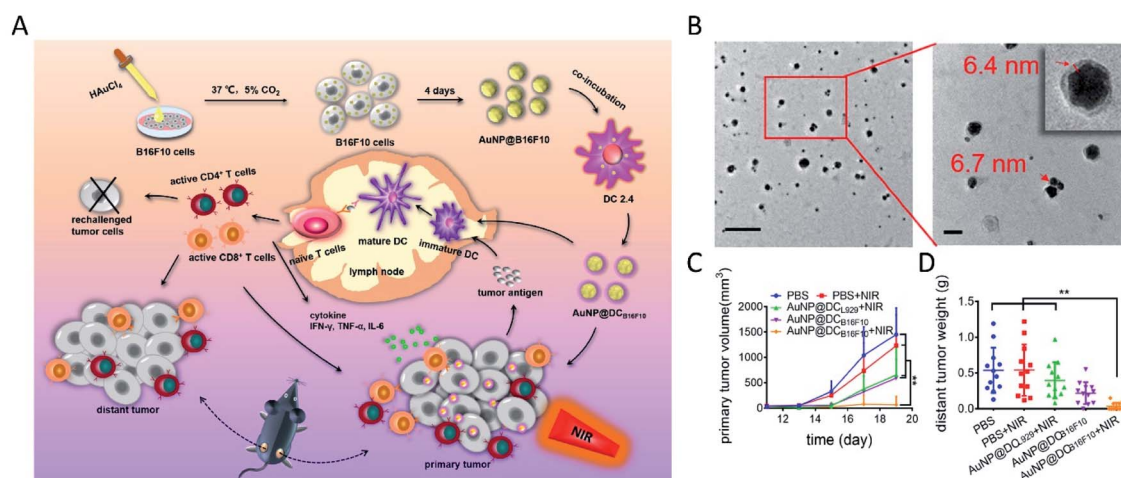 A
HAuCl₄
B16F10 cells
37 ℃, 5% CO₂
B16F10 cells
4 days
AuNP@B16F10
co-incubation
DC 2.4
AuNP@DCB16F10
active CD4⁺ T cells
rechallenged
tumor cells
active CD8⁺ T cells
naïve T cells
mature DC
immature DC
lymph node
tumor antigen
cytokine
IFN-γ, TNF-α, IL-6
distant tumor
primary tumor
NIR
B
6.4 nm
6.7 nm
C
primary tumor volume(mm³)
2000
1500
1000
500
0
PBS
PBS+NIR
AuNP@DCL929+NIR
AuNP@DCB16F10
AuNP@DCB16F10+NIR
**
12 14 16 18 20
time (day)
D
distant tumor weight (g)
1.5
1.0
0.5
0.0
**
PBS
PBS+NIR
AuNP@DCL929+NIR
AuNP@DCB16F10
AuNP@DCB16F10+NIR